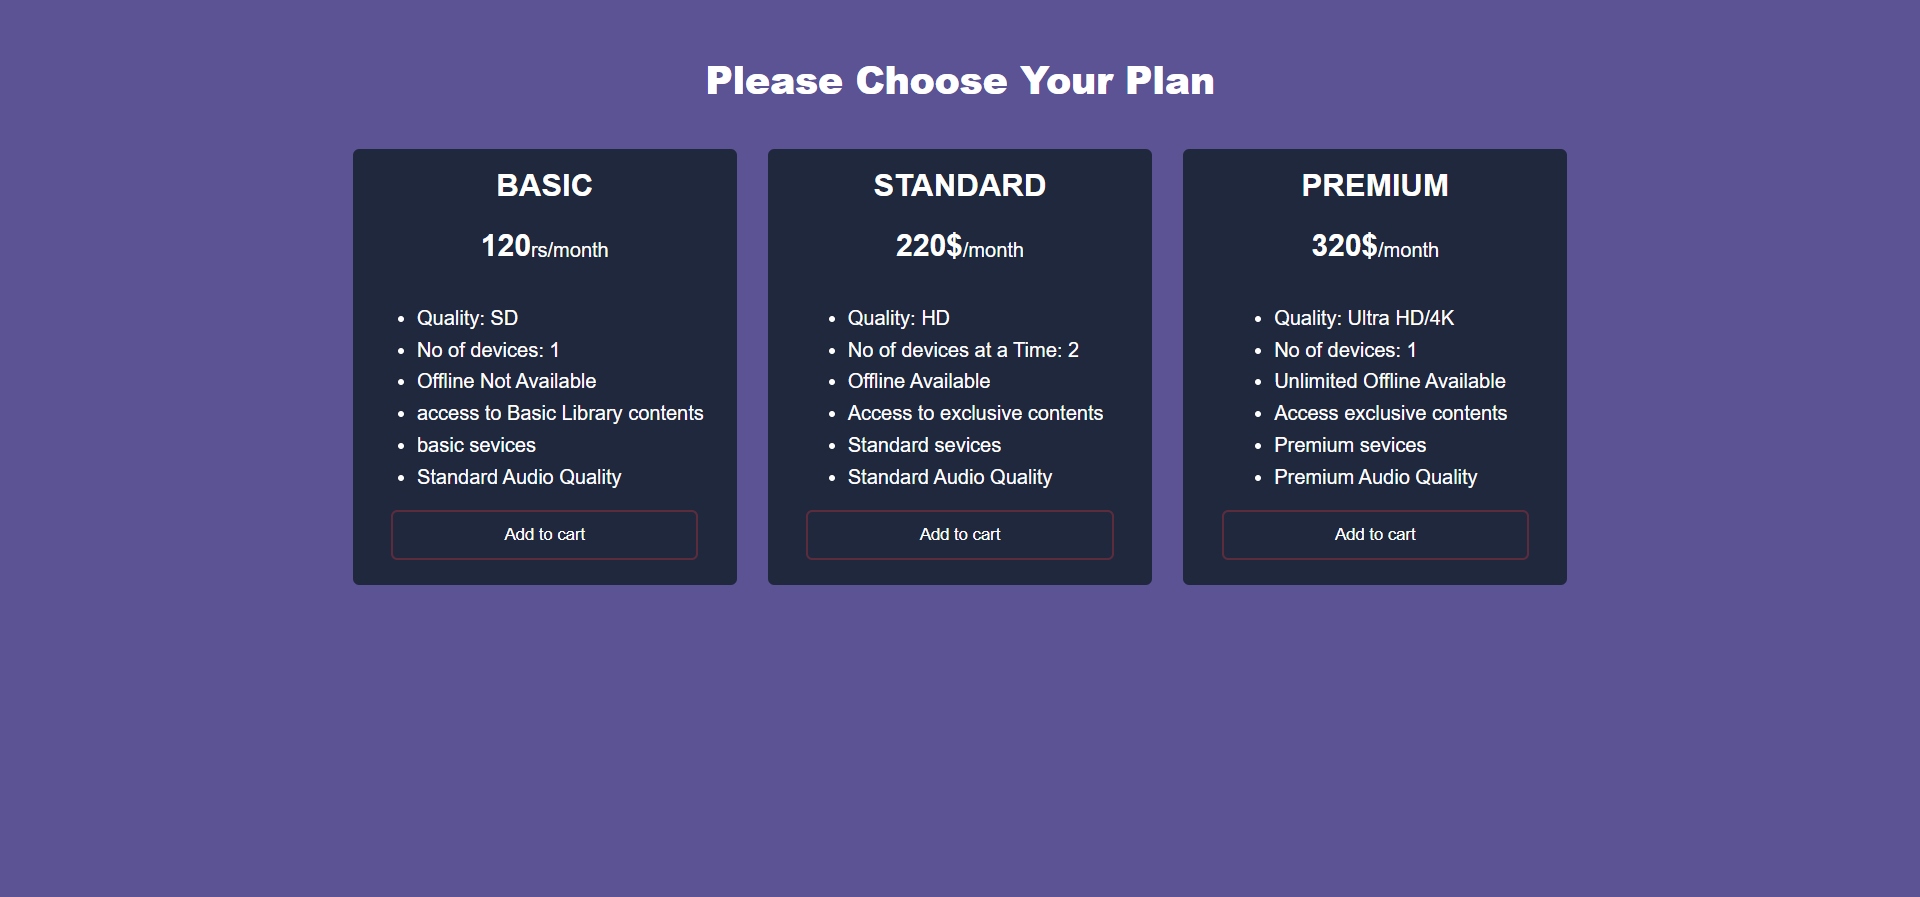 Please Choose Your Plan
BASIC
120rs/month
• Quality: SD
• No of devices: 1
• Offline Not Available
• access to Basic Library contents
• basic sevices
• Standard Audio Quality
Add to cart
STANDARD
220$/month
• Quality: HD
• No of devices at a Time: 2
• Offline Available
• Access to exclusive contents
• Standard sevices
• Standard Audio Quality
Add to cart
PREMIUM
320$/month
• Quality: Ultra HD/4K
• No of devices: 1
• Unlimited Offline Available
• Access exclusive contents
• Premium sevices
• Premium Audio Quality
Add to cart